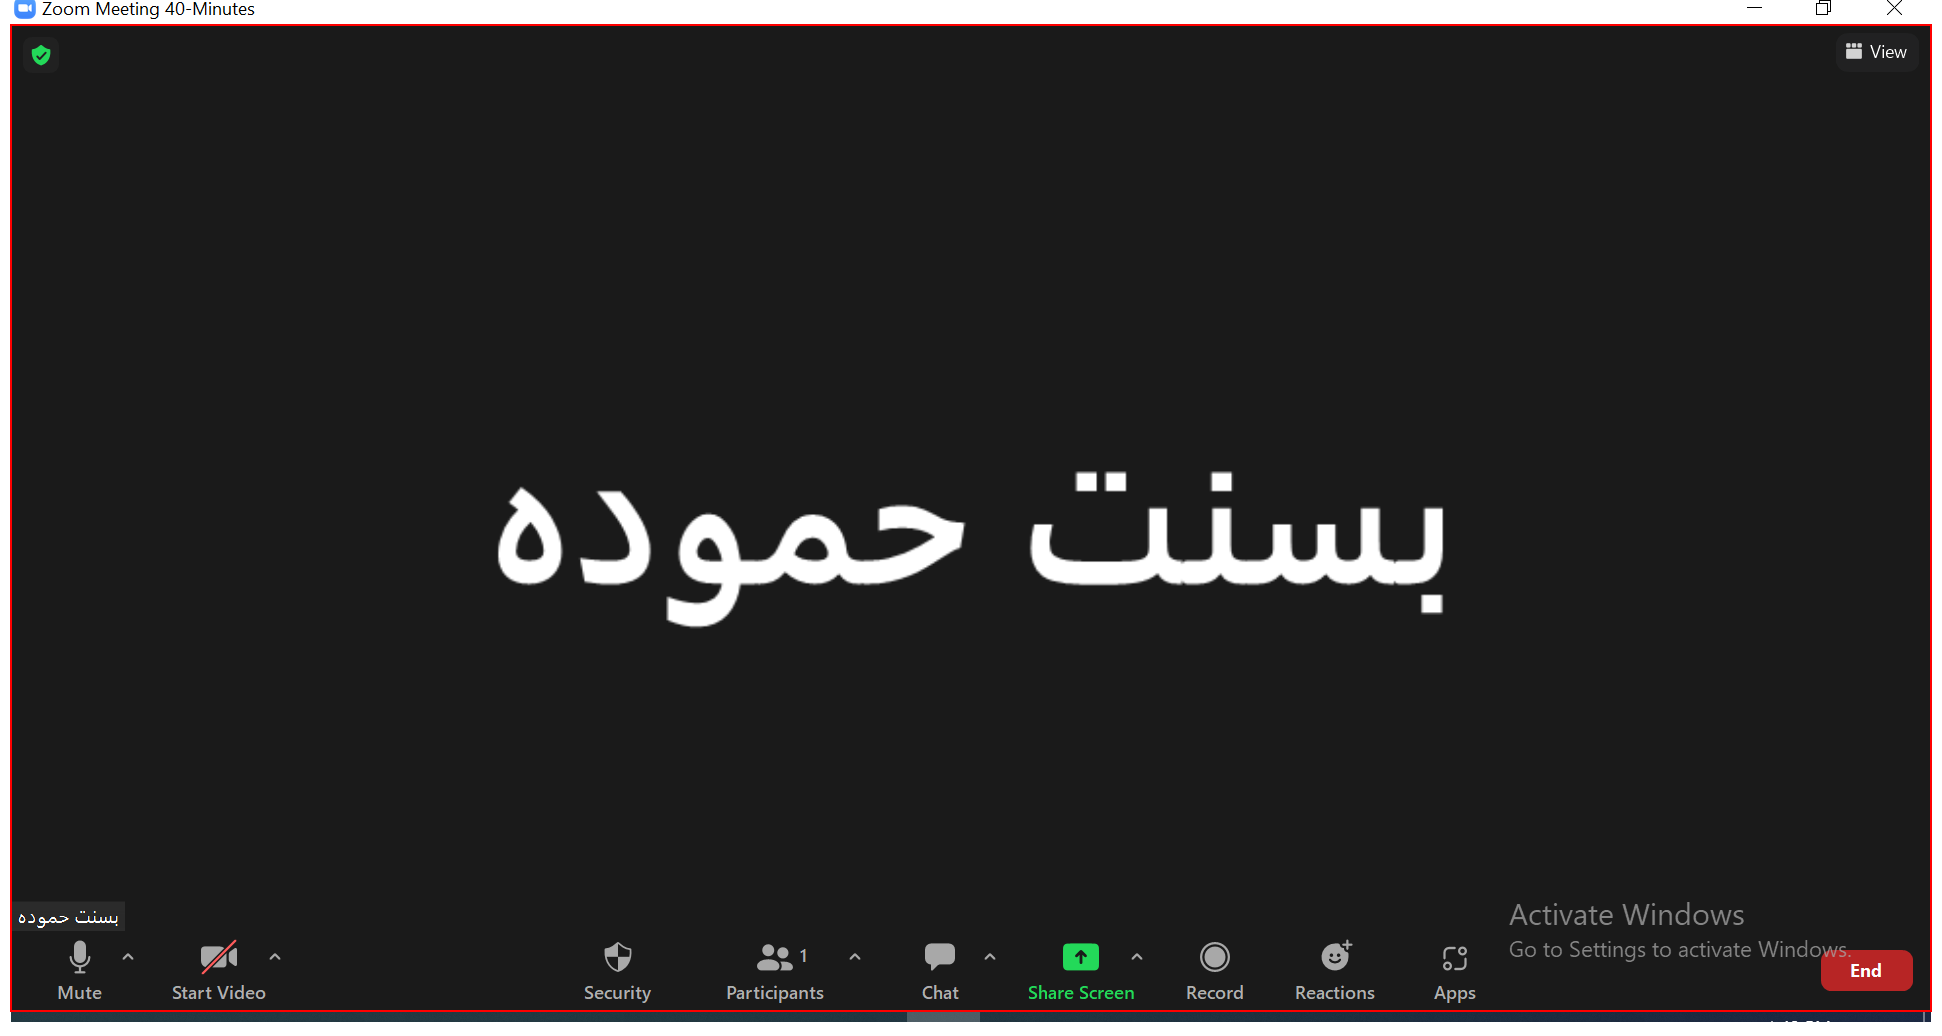 Zoom Meeting 40-Minutes
View
بسنت حموده
بسنت حموده
Activate Windows
Go to Settings to activate Windows.
1
Mute
Start Video
Security
Participants
Chat
Share Screen
Record
Reactions
Apps
End